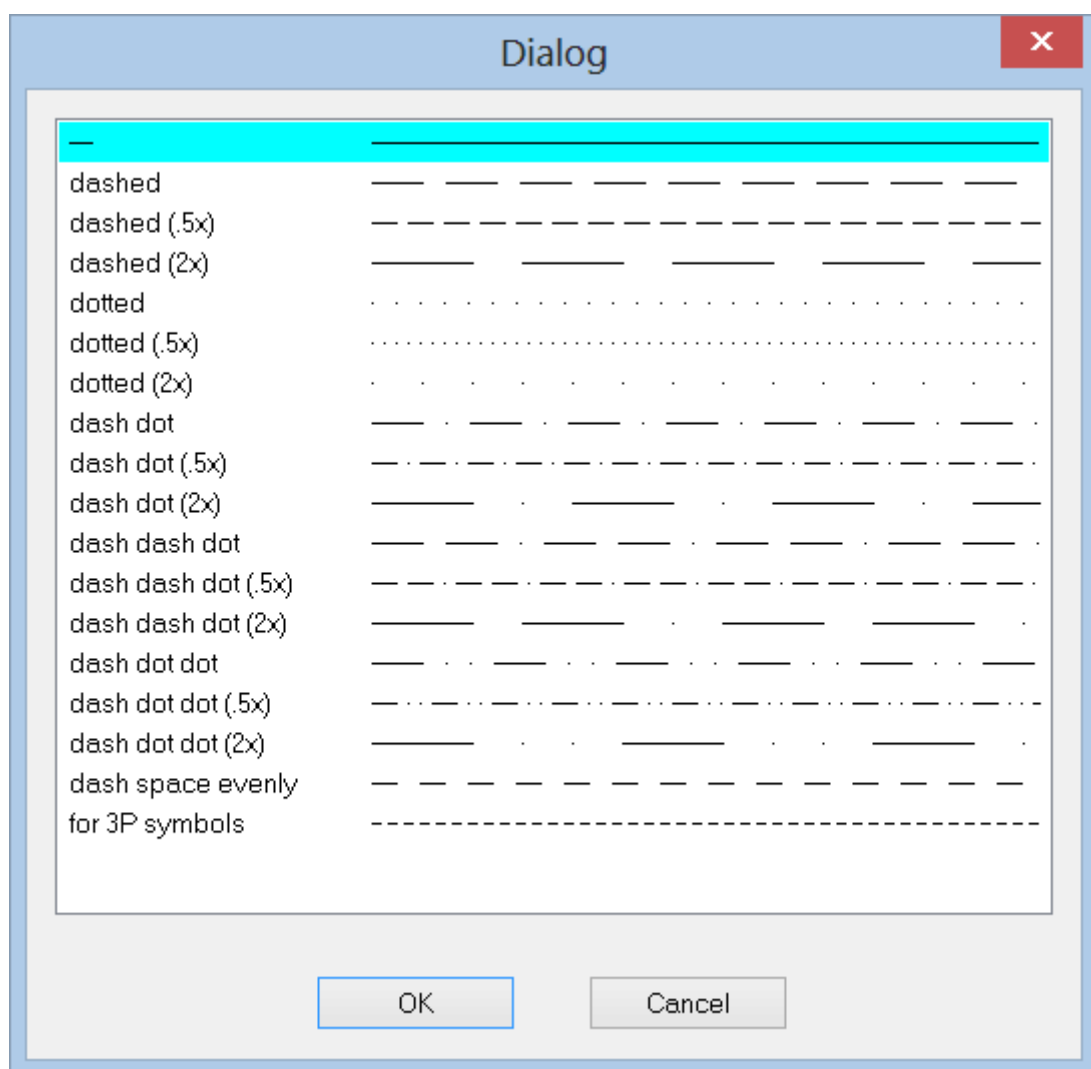 Dialog
—
dashed
dashed (.5x)
dashed (2x)
dotted
dotted (.5x)
dotted (2x)
dash dot
dash dot (.5x)
dash dot (2x)
dash dash dot
dash dash dot (.5x)
dash dash dot (2x)
dash dot dot
dash dot dot (.5x)
dash dot dot (2x)
dash space evenly
for 3P symbols
OK Cancel